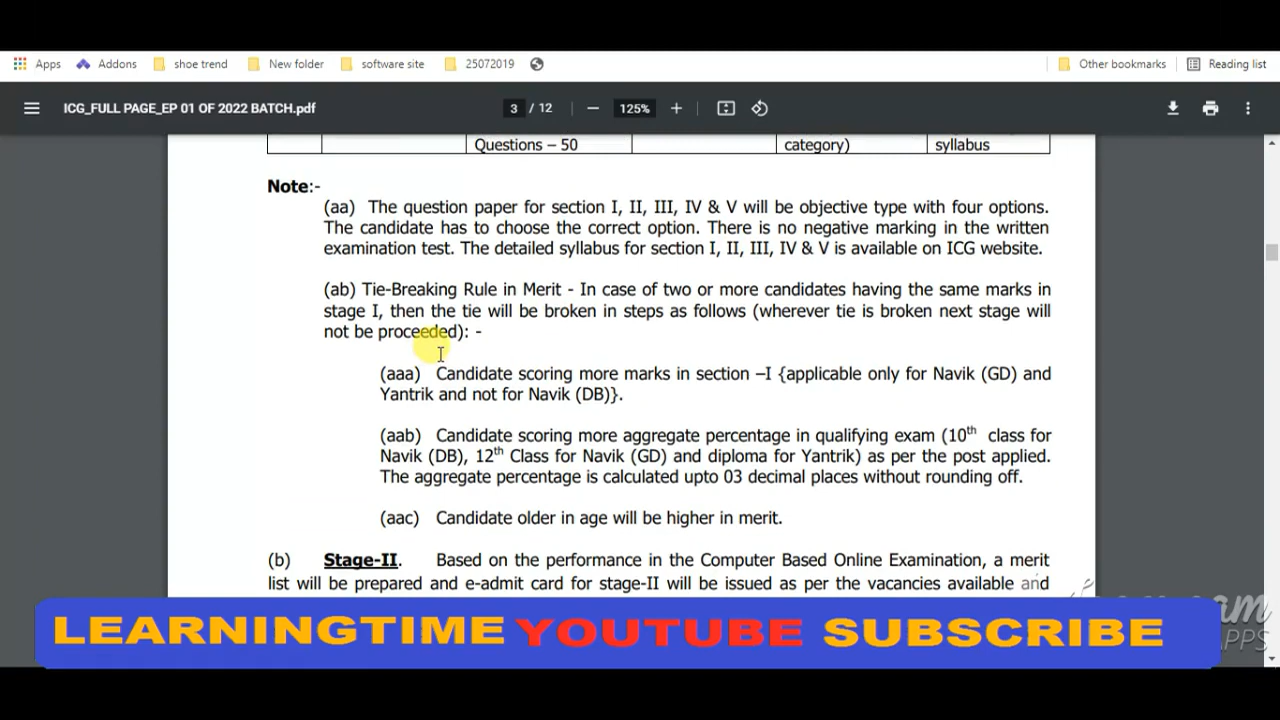 Apps Addons shoe trend New folder software site 25072019 Other bookmarks Reading list
ICG_FULL PAGE_EP 01 OF 2022 BATCH.pdf 3 / 12 125%
Questions – 50 category) syllabus
Note:-
(aa) The question paper for section I, II, III, IV & V will be objective type with four options.
The candidate has to choose the correct option. There is no negative marking in the written
examination test. The detailed syllabus for section I, II, III, IV & V is available on ICG website.
(ab) Tie-Breaking Rule in Merit - In case of two or more candidates having the same marks in
stage I, then the tie will be broken in steps as follows (wherever tie is broken next stage will
not be proceeded): -
(aaa) Candidate scoring more marks in section –I {applicable only for Navik (GD) and
Yantrik and not for Navik (DB)}.
(aab) Candidate scoring more aggregate percentage in qualifying exam (10th class for
Navik (DB), 12th Class for Navik (GD) and diploma for Yantrik) as per the post applied.
The aggregate percentage is calculated upto 03 decimal places without rounding off.
(aac) Candidate older in age will be higher in merit.
(b) Stage-II. Based on the performance in the Computer Based Online Examination, a merit
list will be prepared and e-admit card for stage-II will be issued as per the vacancies available and
LEARNINGTIME YOUTUBE SUBSCRIBE